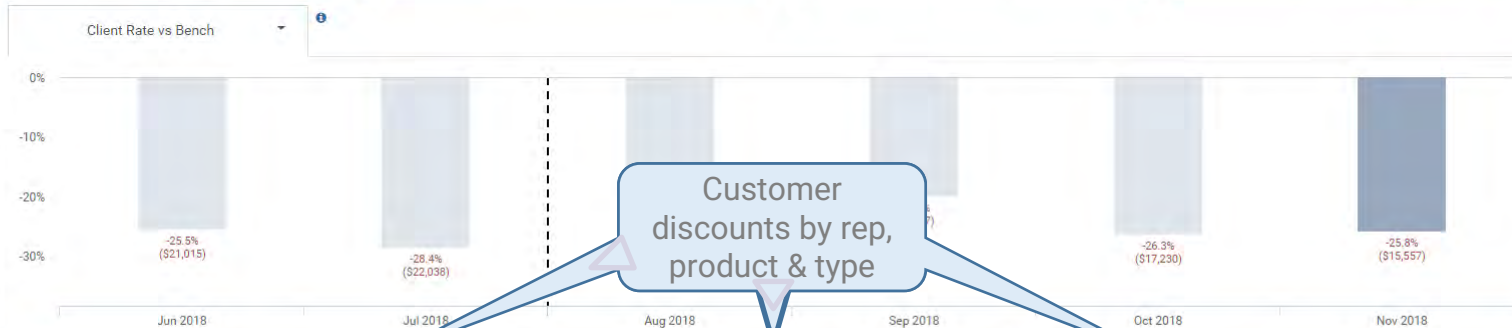 Client Rate vs Bench
0%
-10%
-20%
-30%
-25.5%
($21,015)
-28.4%
($22,038)
Customer
discounts by rep,
product & type
-26.3%
($17,230)
-25.8%
($15,557)
Jun 2018
Jul 2018
Aug 2018
Sep 2018
Oct 2018
Nov 2018